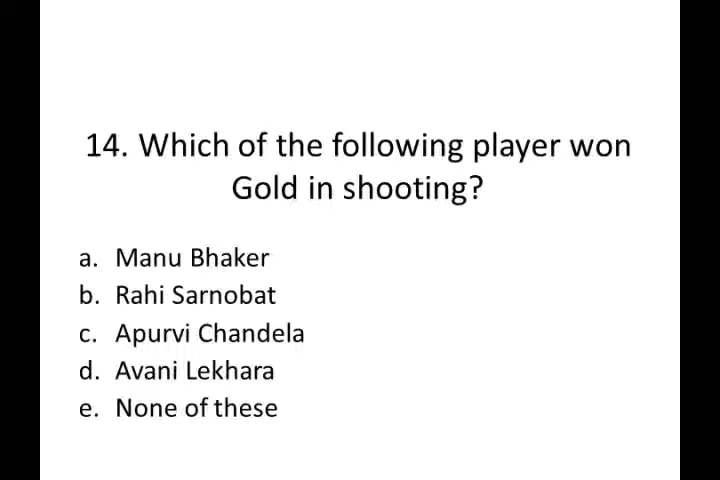 14. Which of the following player won
Gold in shooting?
a. Manu Bhaker
b. Rahi Sarnobat
c. Apurvi Chandela
d. Avani Lekhara
e. None of these